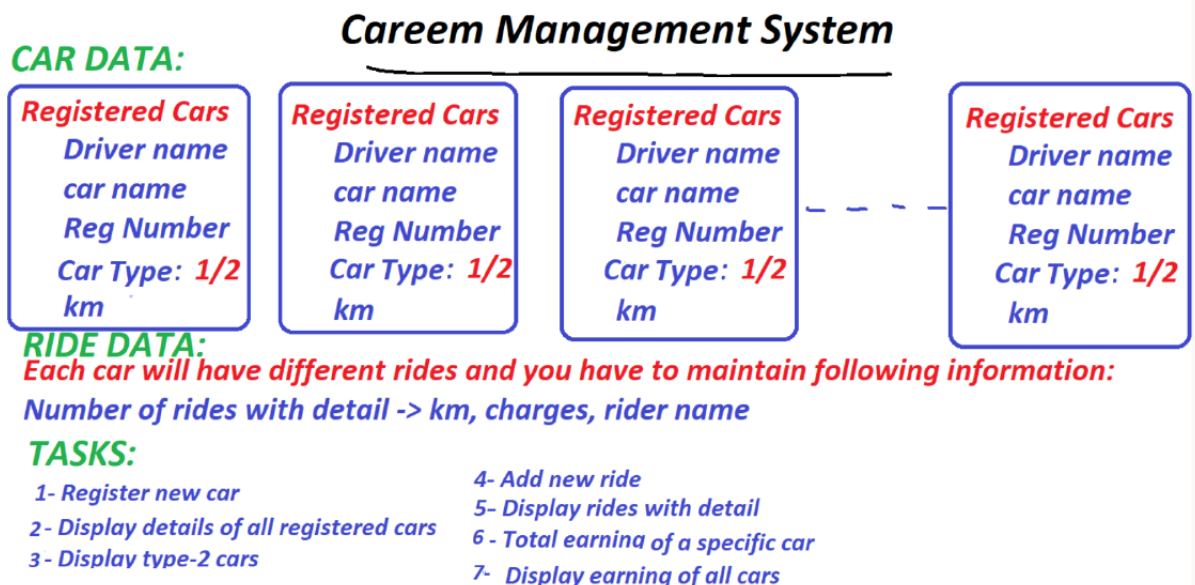 Careem Management System
CAR DATA:
Registered Cars
Driver name
car name
Reg Number
Car Type: 1/2
km
Registered Cars
Driver name
car name
Reg Number
Car Type: 1/2
km
Registered Cars
Driver name
car name
Reg Number
Car Type: 1/2
km
Registered Cars
Driver name
car name
Reg Number
Car Type: 1/2
km
RIDE DATA:
Each car will have different rides and you have to maintain following information:
Number of rides with detail -> km, charges, rider name
TASKS:
1- Register new car
2- Display details of all registered cars
3- Display type-2 cars
4- Add new ride
5- Display rides with detail
6- Total earning of a specific car
7- Display earning of all cars